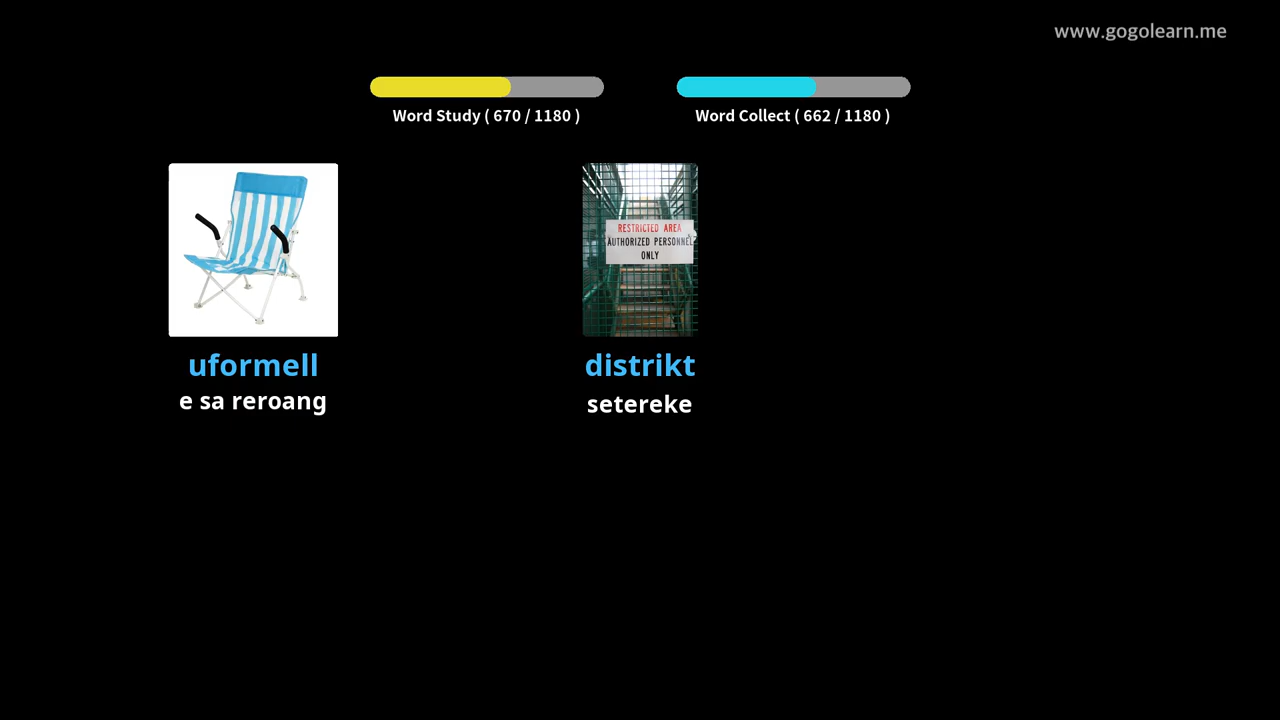 www.gogolearn.me
Word Study ( 670 / 1180 )
Word Collect ( 662 / 1180 )
RESTRICTED AREA
AUTHORIZED PERSONNEL
ONLY
uformell
distrikt
e sa reroang
setereke